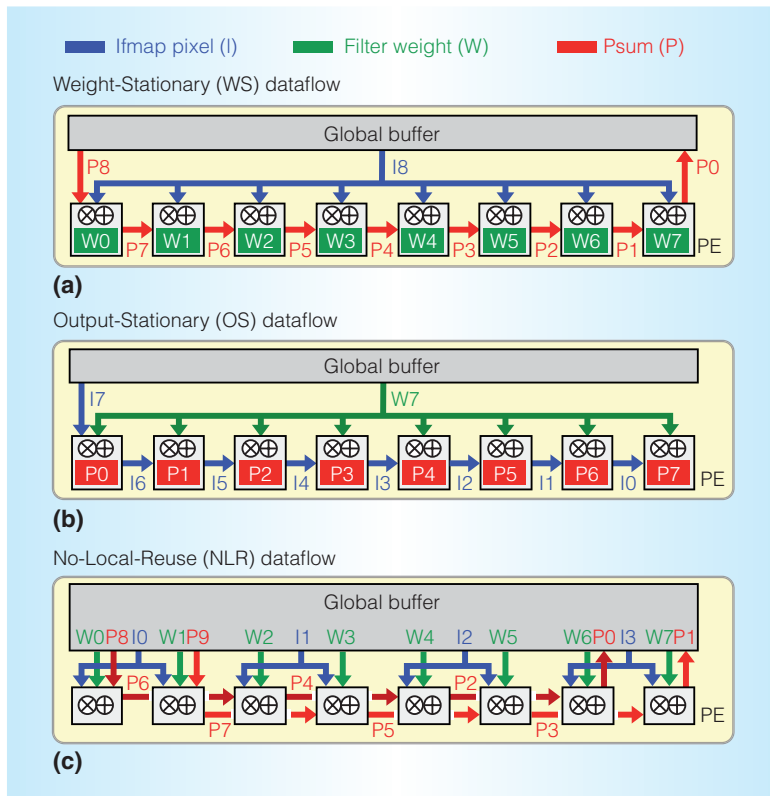 Ifmap pixel (I) Filter weight (W) Psum (P)
Weight-Stationary (WS) dataflow
Global buffer
P8 I8 P0
W0 W1 W2 W3 W4 W5 W6 W7
P7 P6 P5 P4 P3 P2 P1 PE
(a)
Output-Stationary (OS) dataflow
Global buffer
I7 W7
P0 P1 P2 P3 P4 P5 P6 P7
I6 I5 I4 I3 I2 I1 I0 PE
(b)
No-Local-Reuse (NLR) dataflow
Global buffer
W0 P8 I0 W1 P9 W2 I1 W3 W4 I2 W5 W6 P0 I3 W7 P1
P6 P4 P2
PE
P7 P5 P3
(c)